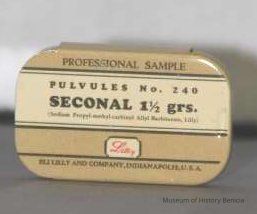 PROFESSIONAL SAMPLE
PULVULES No. 240
SECONAL 1½ grs.
(Sodium Propyl-methyl-carbinyl Allyl Barbiturate, Lilly)
Lilly
ELI LILLY AND COMPANY, INDIANAPOLIS, U.S.A.
Museum of History Benicia